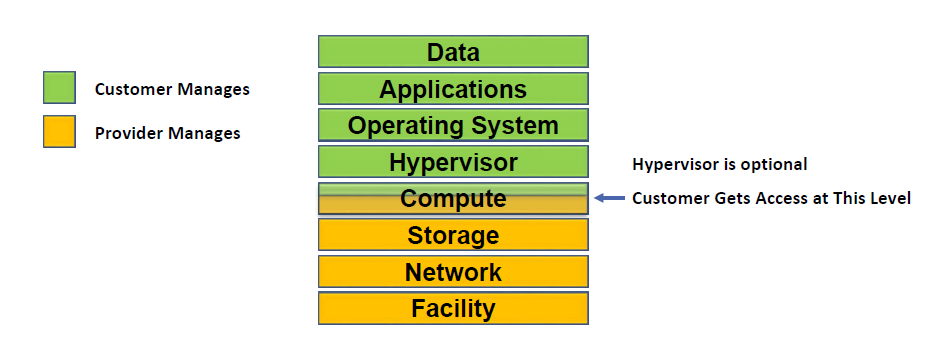 Data
Customer Manages
Applications
Provider Manages
Operating System
Hypervisor
Hypervisor is optional
Compute
Customer Gets Access at This Level
Storage
Network
Facility